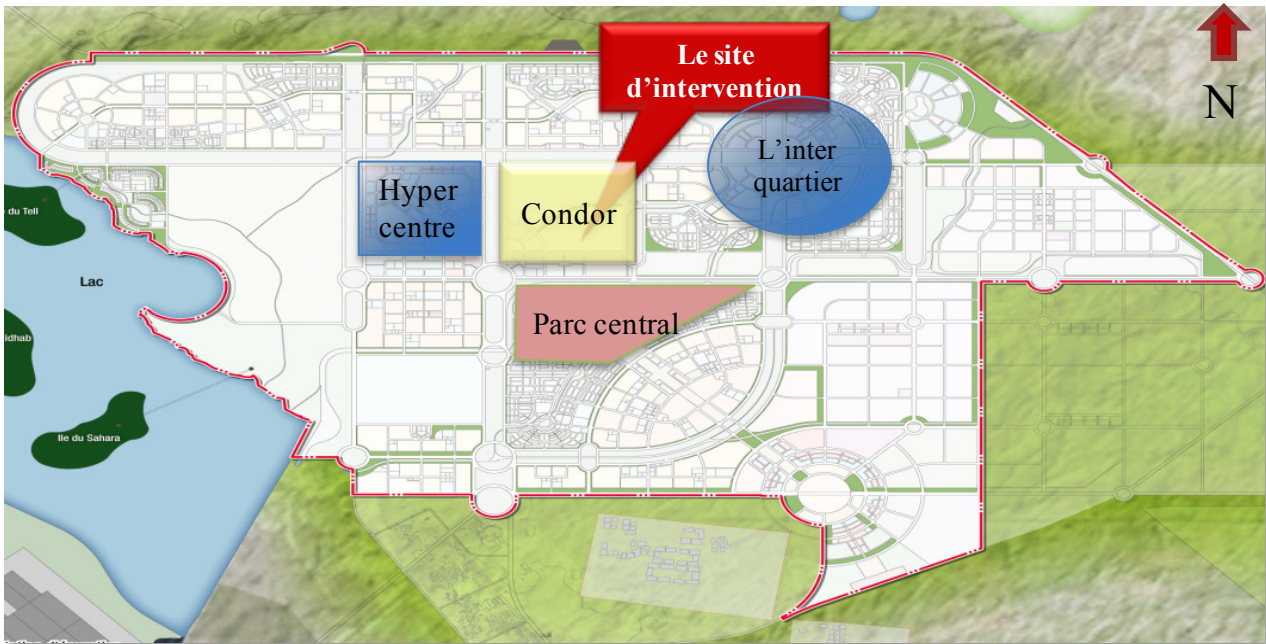 Le site
d'intervention
N
L'inter
quartier
Hyper
centre
Condor
du Tell
Lac
Parc central
Ile du Sahara